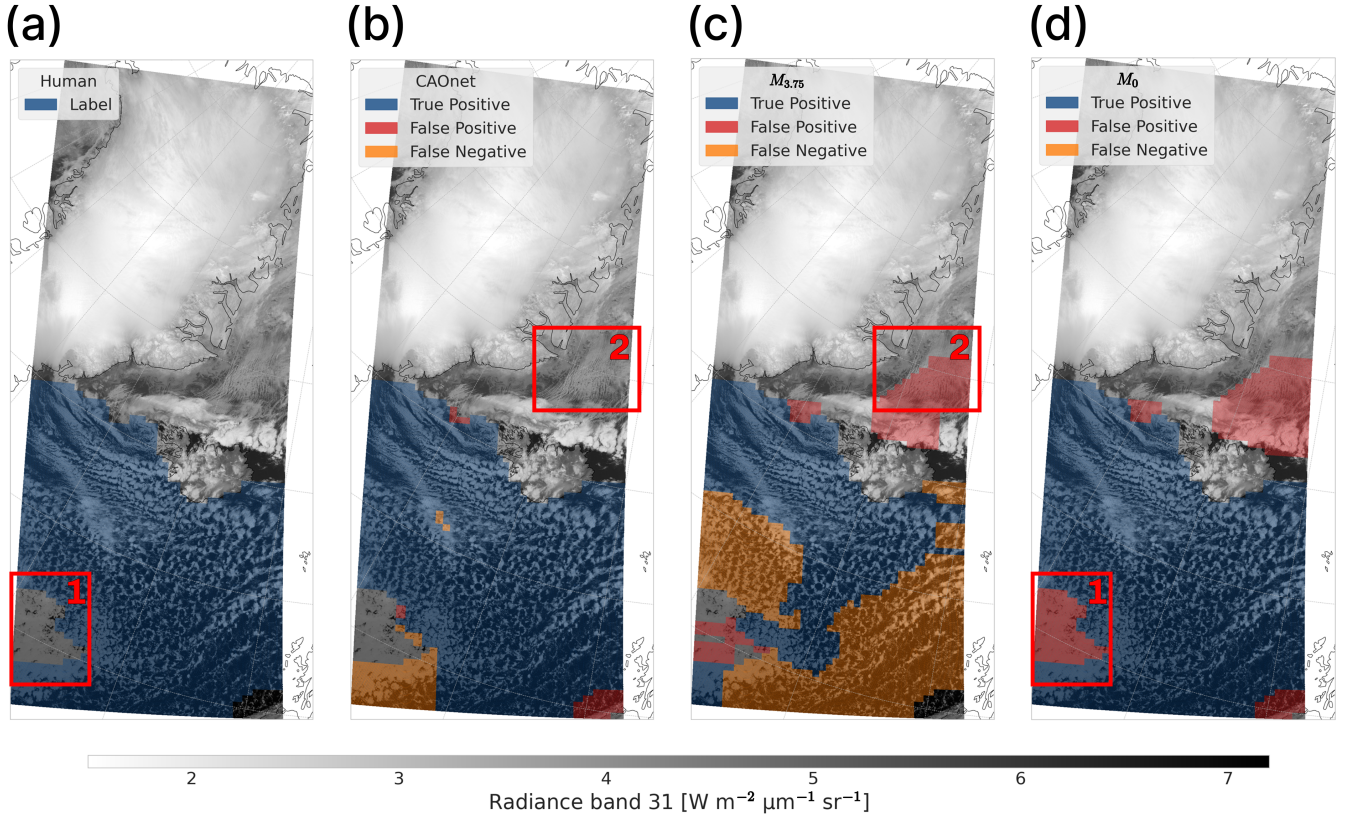 (a)
(b)
(c)
(d)
Human
Label
CAOnet
True Positive
False Positive
False Negative
M3.75
True Positive
False Positive
False Negative
M0
True Positive
False Positive
False Negative
2
2
1
1
2 3 4 5 6 7
Radiance band 31 [W m−2 μm−1 sr−1]